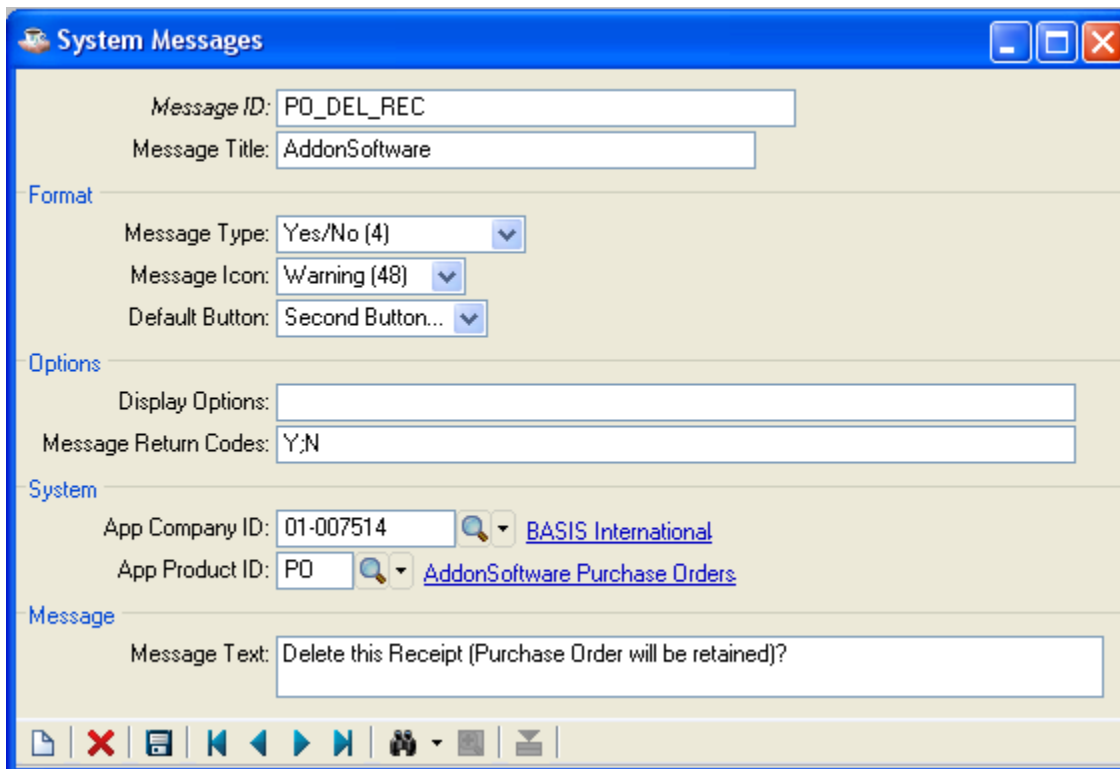 System Messages
Message ID: PO_DEL_REC
Message Title: AddonSoftware
Format
Message Type: Yes/No (4)
Message Icon: Warning (48)
Default Button: Second Button...
Options
Display Options:
Message Return Codes: Y;N
System
App Company ID: 01-007514 BASIS International
App Product ID: PO AddonSoftware Purchase Orders
Message
Message Text: Delete this Receipt (Purchase Order will be retained)?